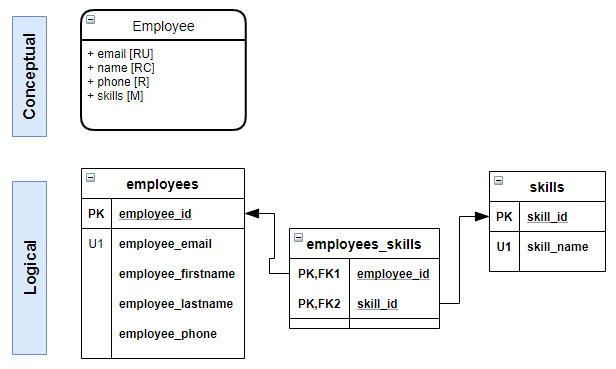 Conceptual
Employee
+ email [RU]
+ name [RC]
+ phone [R]
+ skills [M]
Logical
employees
PK employee_id
U1 employee_email
employee_firstname
employee_lastname
employee_phone
employees_skills
PK,FK1 employee_id
PK,FK2 skill_id
skills
PK skill_id
U1 skill_name